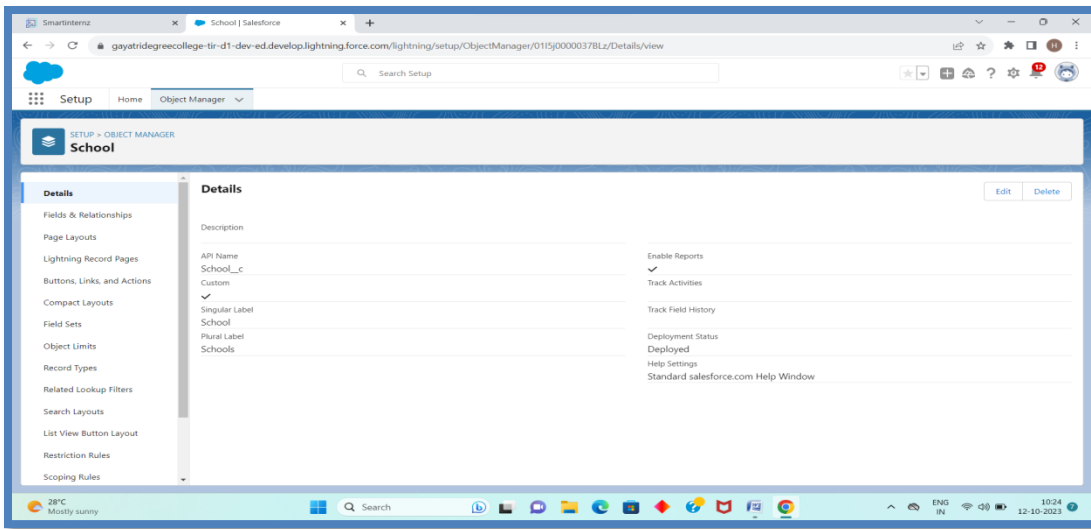 Smartinternz
School | Salesforce
gayatridegreecollege-tir-d1-dev-ed.develop.lightning.force.com/lightning/setup/ObjectManager/01I5j0000037BLz/Details/view
H
Search Setup
12
Setup Home Object Manager
SETUP > OBJECT MANAGER
School
Details
Fields & Relationships
Page Layouts
Lightning Record Pages
Buttons, Links, and Actions
Compact Layouts
Field Sets
Object Limits
Record Types
Related Lookup Filters
Search Layouts
List View Button Layout
Restriction Rules
Scoping Rules
Details
Edit Delete
Description
API Name
School__c
Custom
Singular Label
School
Plural Label
Schools
Enable Reports
Track Activities
Track Field History
Deployment Status
Deployed
Help Settings
Standard salesforce.com Help Window
28°C
Mostly sunny
Search
ENG
IN
10:24
12-10-2023